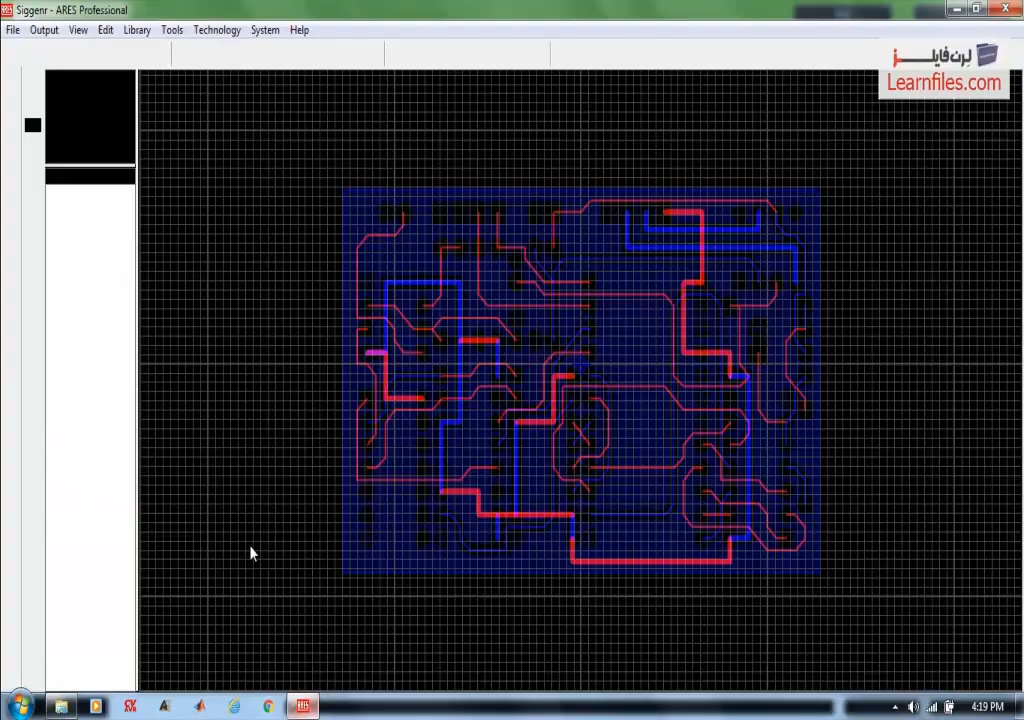 Siggenr - ARES Professional
File Output View Edit Library Tools Technology System Help
لرن‌فایلز
Learnfiles.com
4:19 PM